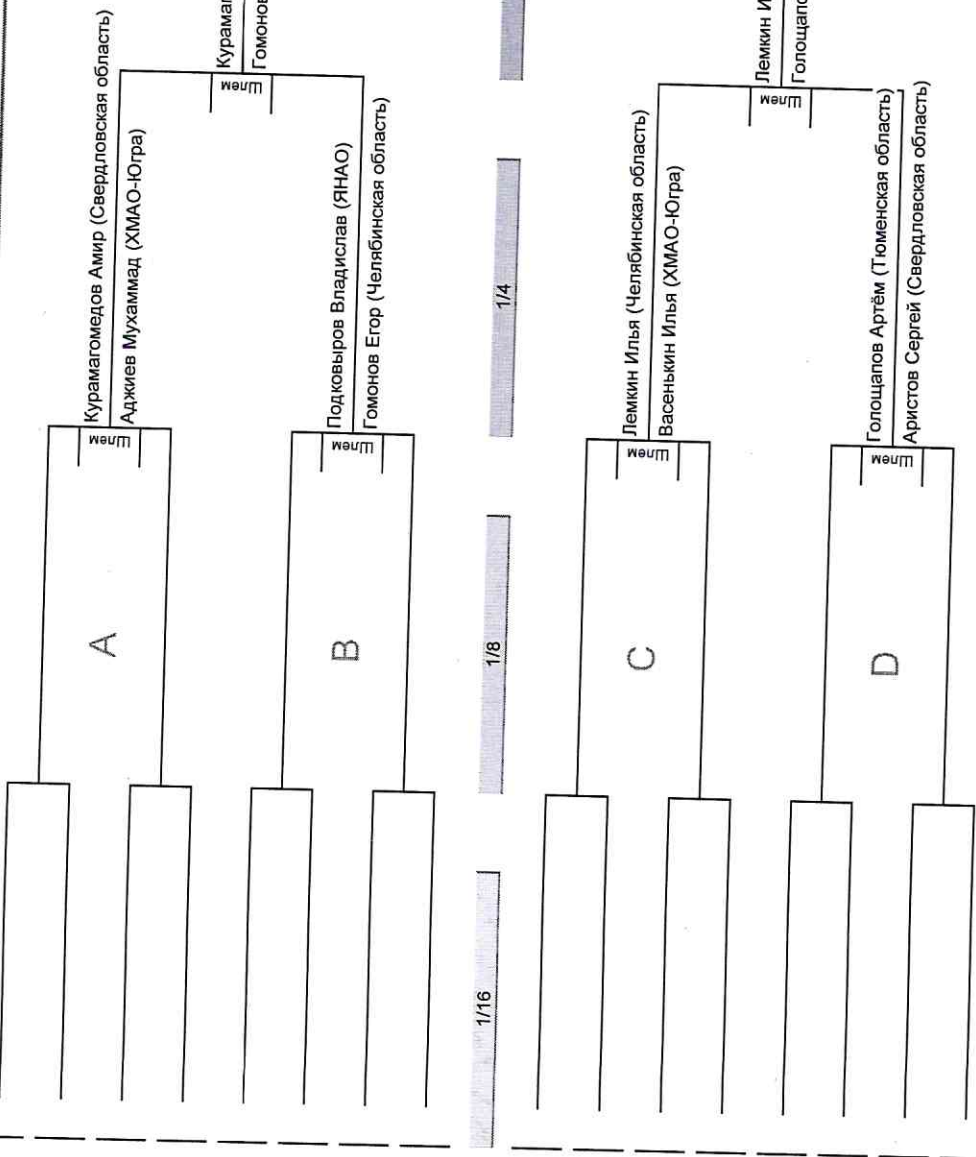 Курамагомедов Амир (Свердловская область)
Шлем
Аджиев Мухаммад (ХМАО-Югра)
A
Шлем
Гомонов
Подковыров Владислав (ЯНАО)
Шлем
Гомонов Егор (Челябинская область)
B
1/16
1/8
1/4
Лемкин Илья (Челябинская область)
Шлем
Васенькин Илья (ХМАО-Югра)
C
Лемкин И
Шлем
Голощапов Артём (Тюменская область)
Шлем
Аристов Сергей (Свердловская область)
D